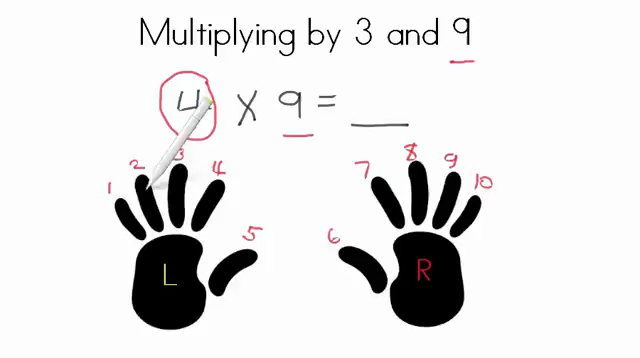 Multiplying by 3 and 9
4 x 9 = __
1 2 3 4 5 6 7 8 9 10
L R